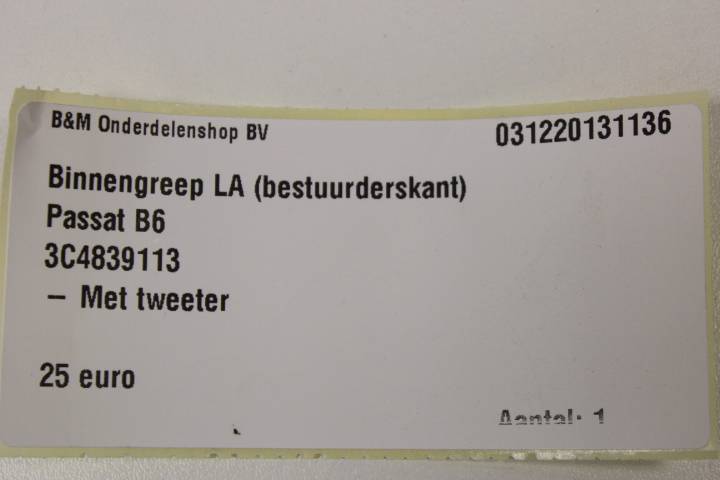 B&M Onderdelenshop BV
031220131136
Binnengreep LA (bestuurderskant)
Passat B6
3C4839113
– Met tweeter
25 euro
Aantal: 1